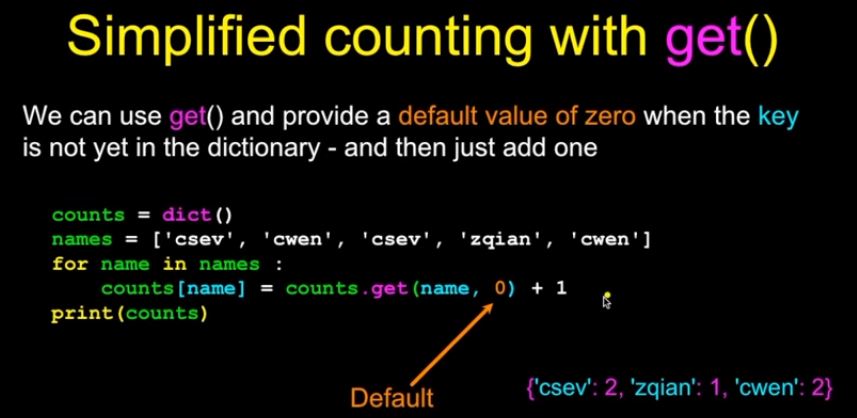 Simplified counting with get()
We can use get() and provide a default value of zero when the key
is not yet in the dictionary - and then just add one
counts = dict()
names = ['csev', 'cwen', 'csev', 'zqian', 'cwen']
for name in names :
    counts[name] = counts.get(name, 0) + 1
print(counts)
Default
{'csev': 2, 'zqian': 1, 'cwen': 2}